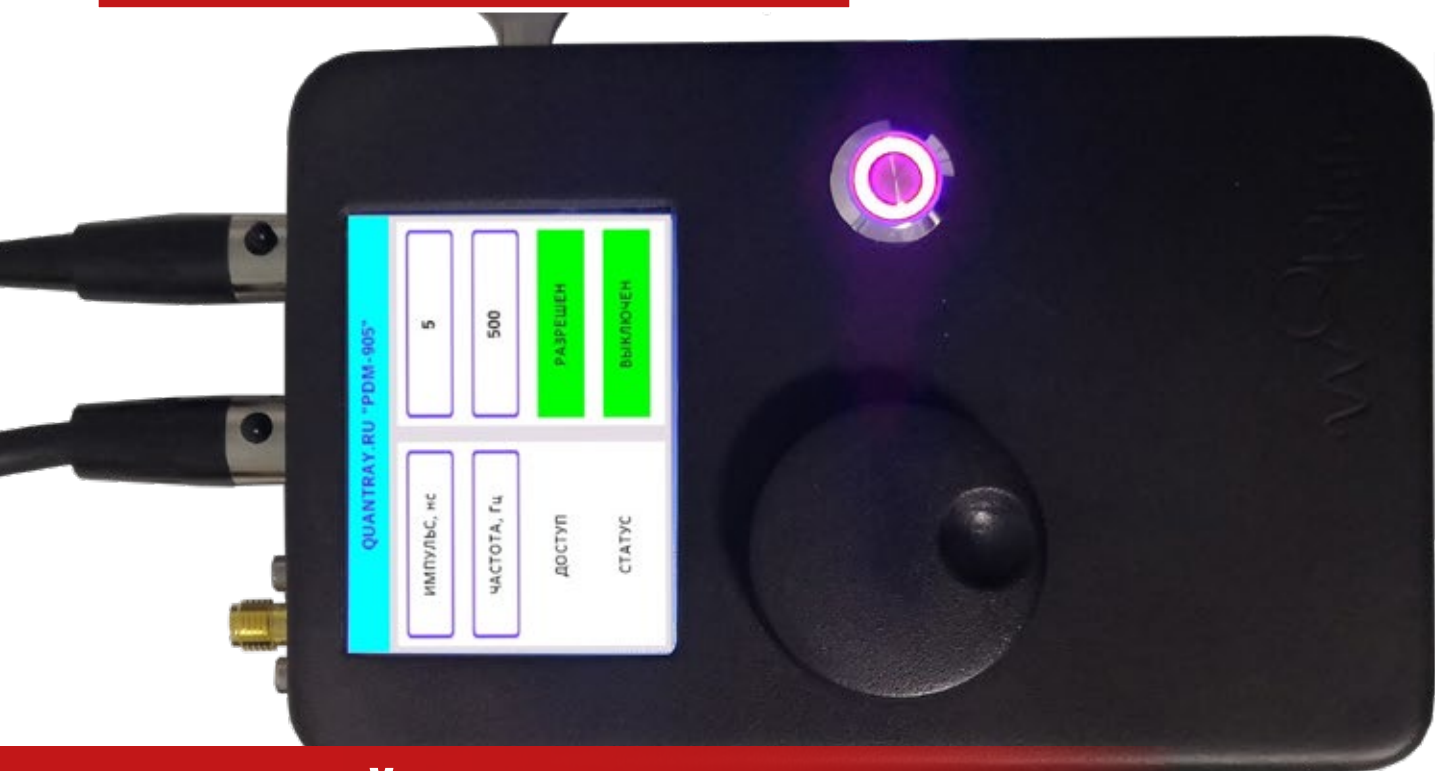 QUANTRAY.RU "PDM-905"
ИМПУЛЬС, нс 5
ЧАСТОТА, Гц 500
ДОСТУП РАЗРЕШЕН
СТАТУС ВЫКЛЮЧЕН